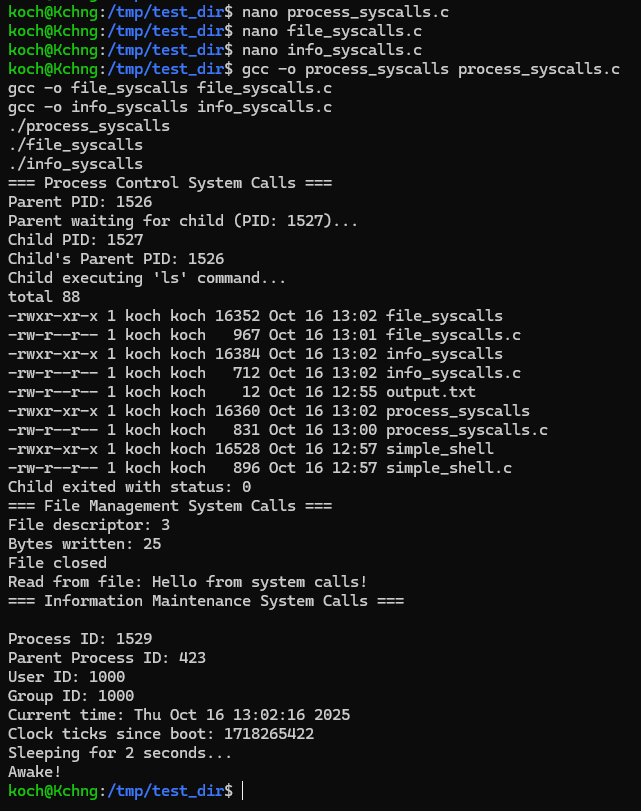 koch@Kchng:/tmp/test_dir$ nano process_syscalls.c
koch@Kchng:/tmp/test_dir$ nano file_syscalls.c
koch@Kchng:/tmp/test_dir$ nano info_syscalls.c
koch@Kchng:/tmp/test_dir$ gcc -o process_syscalls process_syscalls.c
gcc -o file_syscalls file_syscalls.c
gcc -o info_syscalls info_syscalls.c
./process_syscalls
./file_syscalls
./info_syscalls
=== Process Control System Calls ===
Parent PID: 1526
Parent waiting for child (PID: 1527)...
Child PID: 1527
Child's Parent PID: 1526
Child executing 'ls' command...
total 88
-rwxr-xr-x 1 koch koch 16352 Oct 16 13:02 file_syscalls
-rw-r--r-- 1 koch koch   967 Oct 16 13:01 file_syscalls.c
-rwxr-xr-x 1 koch koch 16384 Oct 16 13:02 info_syscalls
-rw-r--r-- 1 koch koch   712 Oct 16 13:02 info_syscalls.c
-rw-r--r-- 1 koch koch    12 Oct 16 12:55 output.txt
-rwxr-xr-x 1 koch koch 16360 Oct 16 13:02 process_syscalls
-rw-r--r-- 1 koch koch   831 Oct 16 13:00 process_syscalls.c
-rwxr-xr-x 1 koch koch 16528 Oct 16 12:57 simple_shell
-rw-r--r-- 1 koch koch   896 Oct 16 12:57 simple_shell.c
Child exited with status: 0
=== File Management System Calls ===
File descriptor: 3
Bytes written: 25
File closed
Read from file: Hello from system calls!
=== Information Maintenance System Calls ===
Process ID: 1529
Parent Process ID: 423
User ID: 1000
Group ID: 1000
Current time: Thu Oct 16 13:02:16 2025
Clock ticks since boot: 1718265422
Sleeping for 2 seconds...
Awake!
koch@Kchng:/tmp/test_dir$